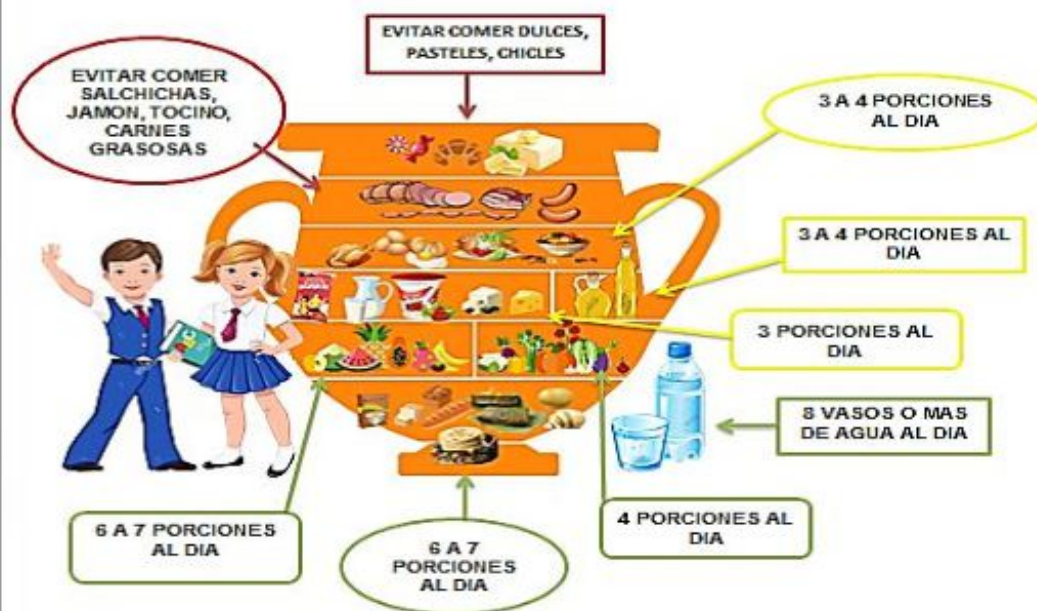 EVITAR COMER DULCES,
PASTELES, CHICLES
EVITAR COMER
SALCHICHAS,
JAMON, TOCINO,
CARNES
GRASOSAS
3 A 4 PORCIONES
AL DIA
3 A 4 PORCIONES AL
DIA
3 PORCIONES AL
DIA
8 VASOS O MAS
DE AGUA AL DIA
6 A 7 PORCIONES
AL DIA
6 A 7
PORCIONES
AL DIA
4 PORCIONES AL
DIA